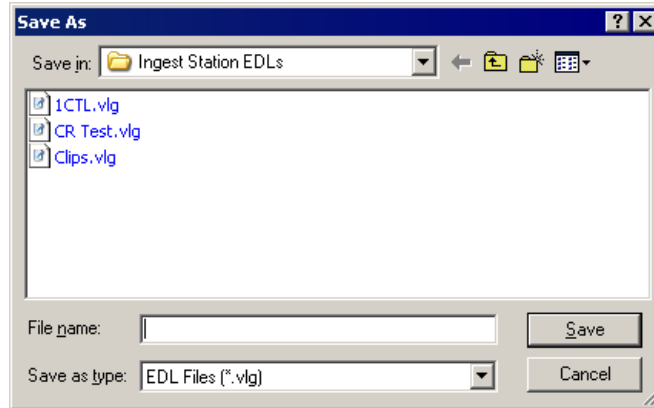 Save As
Save in: Ingest Station EDLs
1CTL.vlg
CR Test.vlg
Clips.vlg
File name: Save
Save as type: EDL Files (*.vlg) Cancel